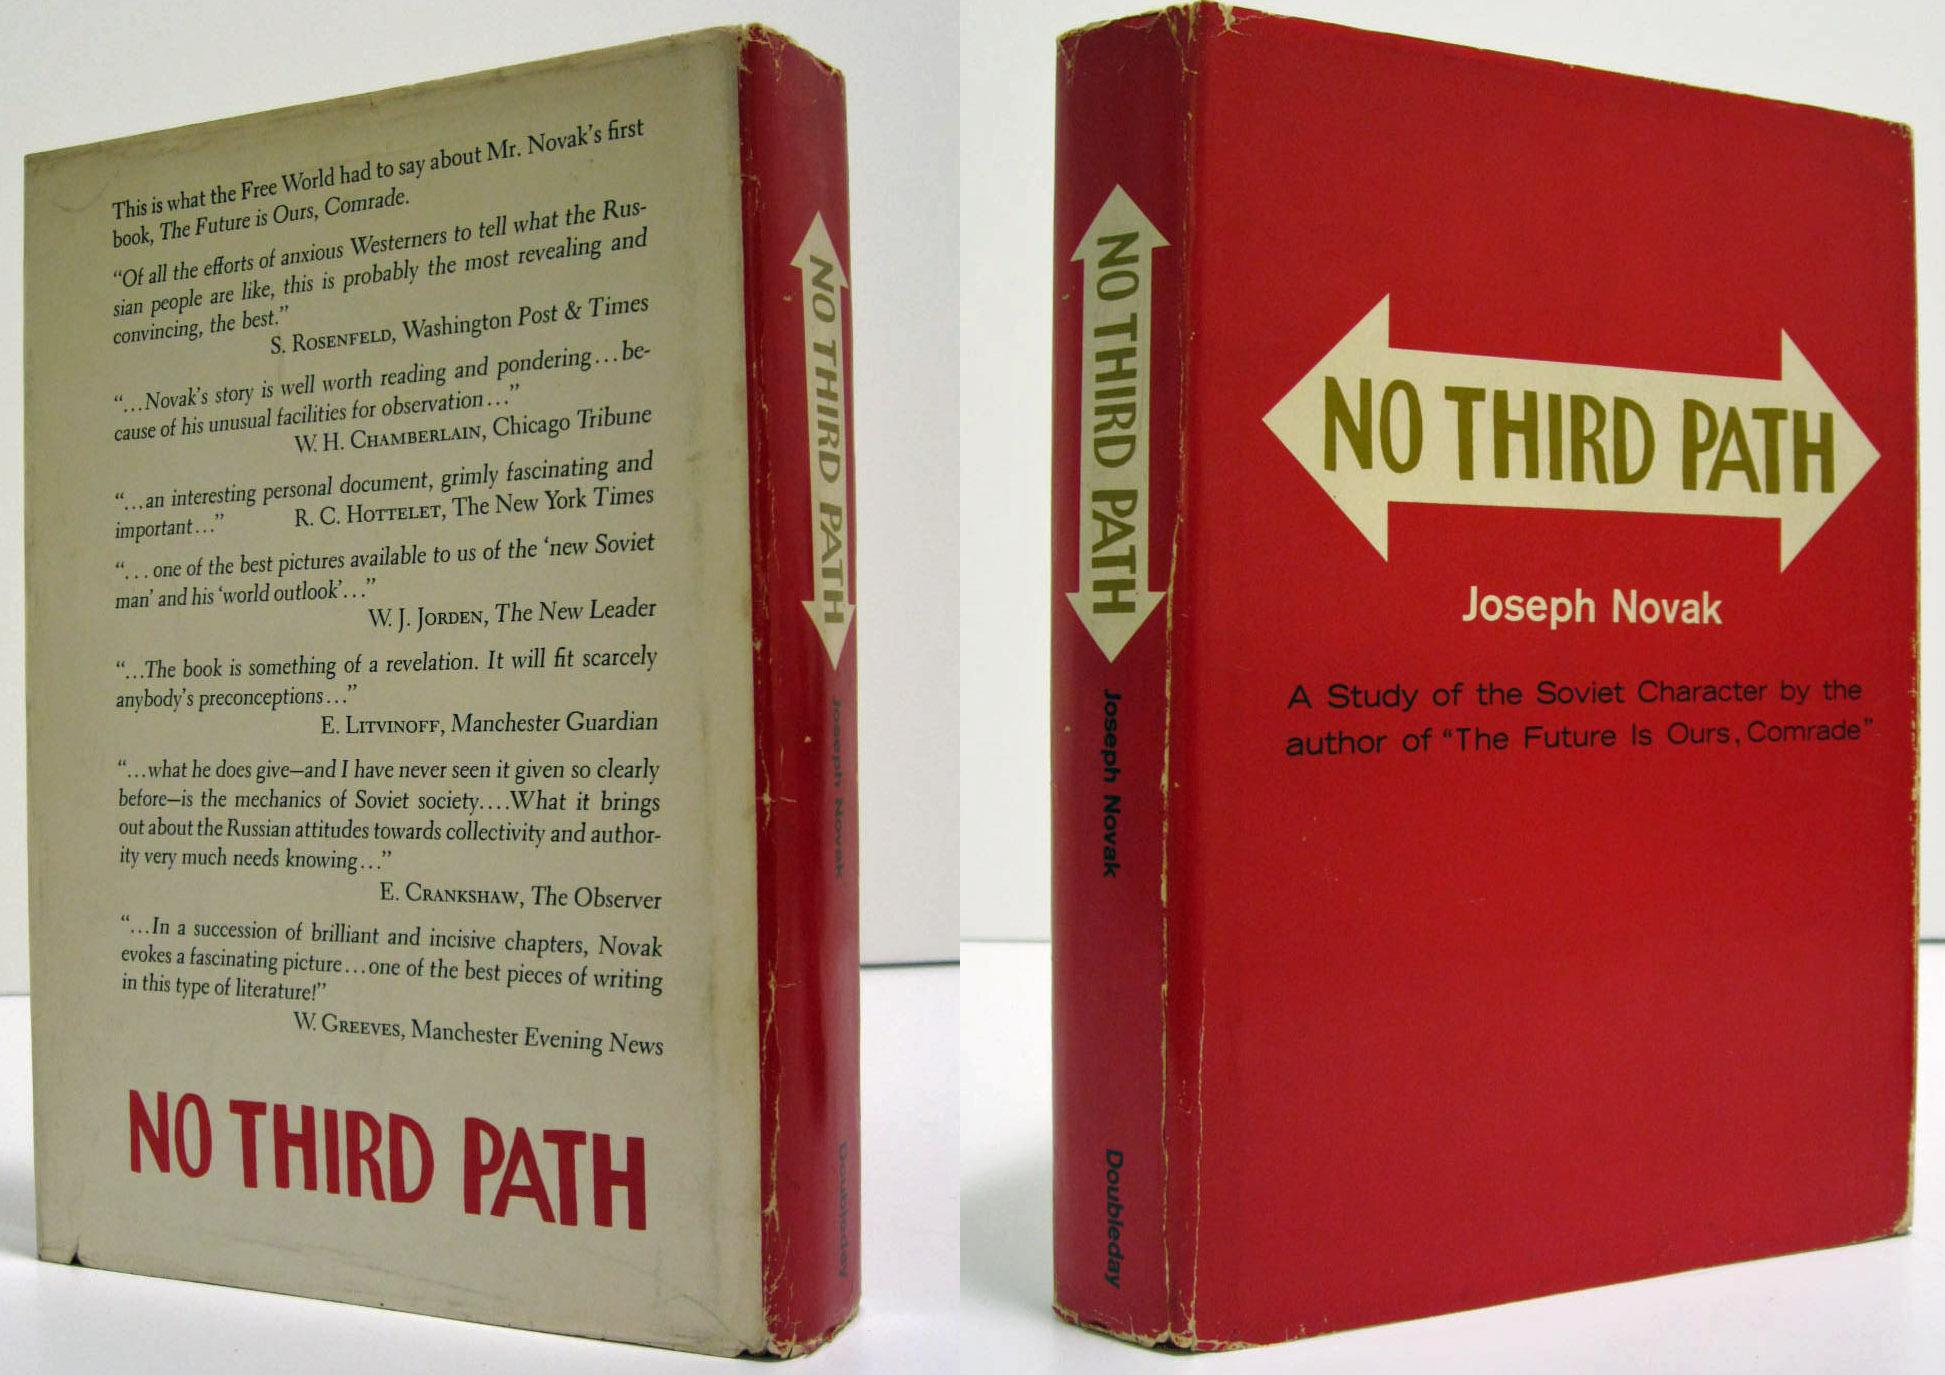 This is what the Free World had to say about Mr. Novak's first
book, The Future is Ours, Comrade.
“Of all the efforts of anxious Westerners to tell what the Rus-
sian people are like, this is probably the most revealing and
convincing, the best.”
S. ROSENFELD, Washington Post & Times
“...Novak's story is well worth reading and pondering...be-
cause of his unusual facilities for observation...”
W. H. CHAMBERLAIN, Chicago Tribune
“...an interesting personal document, grimly fascinating and
important...” R. C. HOTTELET, The New York Times
“...one of the best pictures available to us of the ‘new Soviet
man’ and his ‘world outlook’...”
W. J. JORDEN, The New Leader
“...The book is something of a revelation. It will fit scarcely
anybody's preconceptions...”
E. LITVINOFF, Manchester Guardian
“...what he does give—and I have never seen it given so clearly
before—is the mechanics of Soviet society....What it brings
out about the Russian attitudes towards collectivity and author-
ity very much needs knowing...”
E. CRANKSHAW, The Observer
“...In a succession of brilliant and incisive chapters, Novak
evokes a fascinating picture...one of the best pieces of writing
in this type of literature!”
W. GREEVES, Manchester Evening News
NO THIRD PATH
NO THIRD PATH
Joseph Novak
Doubleday
NO THIRD PATH
Joseph Novak
Doubleday
NO THIRD PATH
Joseph Novak
A Study of the Soviet Character by the
author of “The Future Is Ours, Comrade”